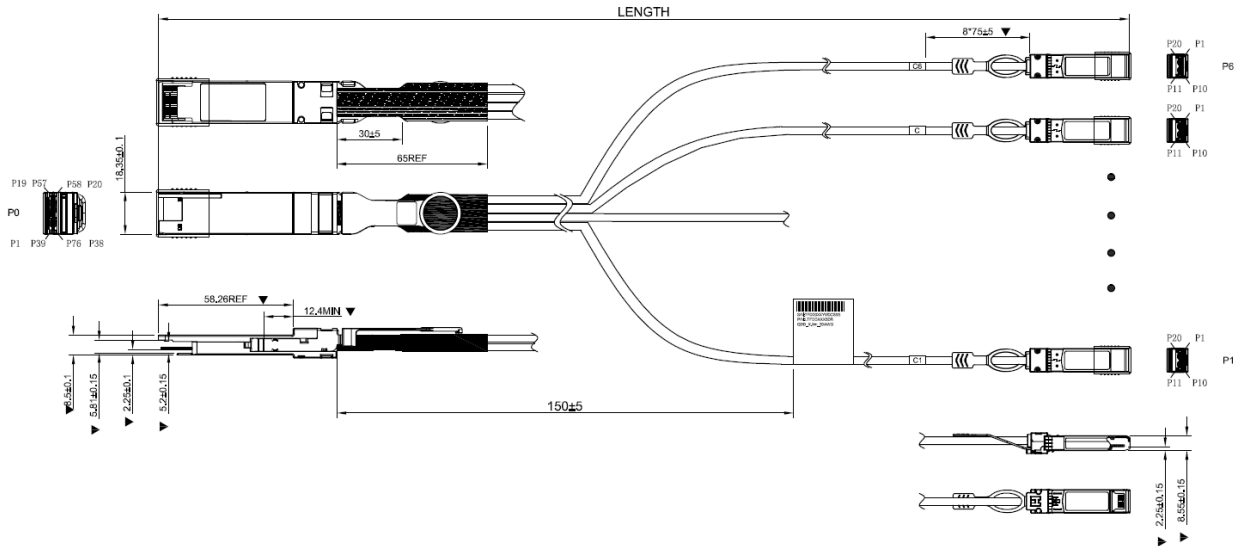 LENGTH
8*75±5
C6
P20 P1
P6
P11 P10
30±5
65REF
C
P20 P1
P11 P10
18.35±0.1
P19 P57 P58 P20
P0
P1 P39 P76 P38
58.26REF
12.4MIN
C1
P20 P1
P1
P11 P10
8.5±0.1
5.81±0.15
2.25±0.1
5.2±0.15
150±5
2.25±0.15
8.55±0.15